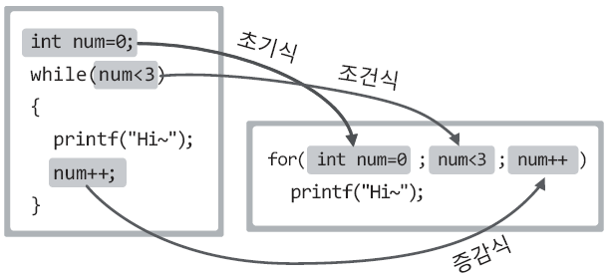 int num=0;
while(num<3)
{
printf("Hi~");
num++;
}
초기식
조건식
for( int num=0 ; num<3 ; num++ )
printf("Hi~");
증감식